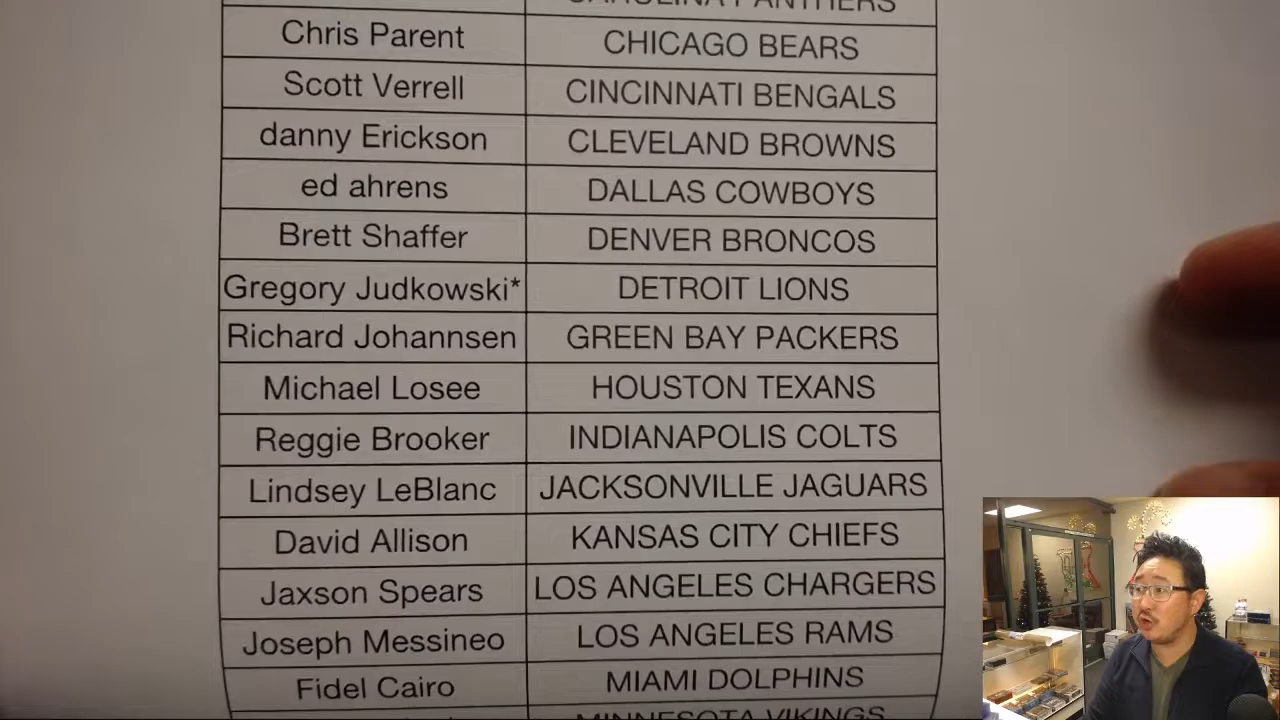 CAROLINA PANTHERS
Chris Parent CHICAGO BEARS
Scott Verrell CINCINNATI BENGALS
danny Erickson CLEVELAND BROWNS
ed ahrens DALLAS COWBOYS
Brett Shaffer DENVER BRONCOS
Gregory Judkowski* DETROIT LIONS
Richard Johannsen GREEN BAY PACKERS
Michael Losee HOUSTON TEXANS
Reggie Brooker INDIANAPOLIS COLTS
Lindsey LeBlanc JACKSONVILLE JAGUARS
David Allison KANSAS CITY CHIEFS
Jaxson Spears LOS ANGELES CHARGERS
Joseph Messineo LOS ANGELES RAMS
Fidel Cairo MIAMI DOLPHINS
MINNESOTA VIKINGS